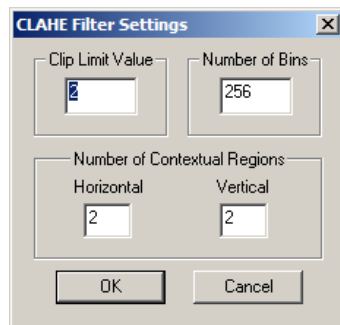 CLAHE Filter Settings
Clip Limit Value
2
Number of Bins
256
Number of Contextual Regions
Horizontal
2
Vertical
2
OK
Cancel